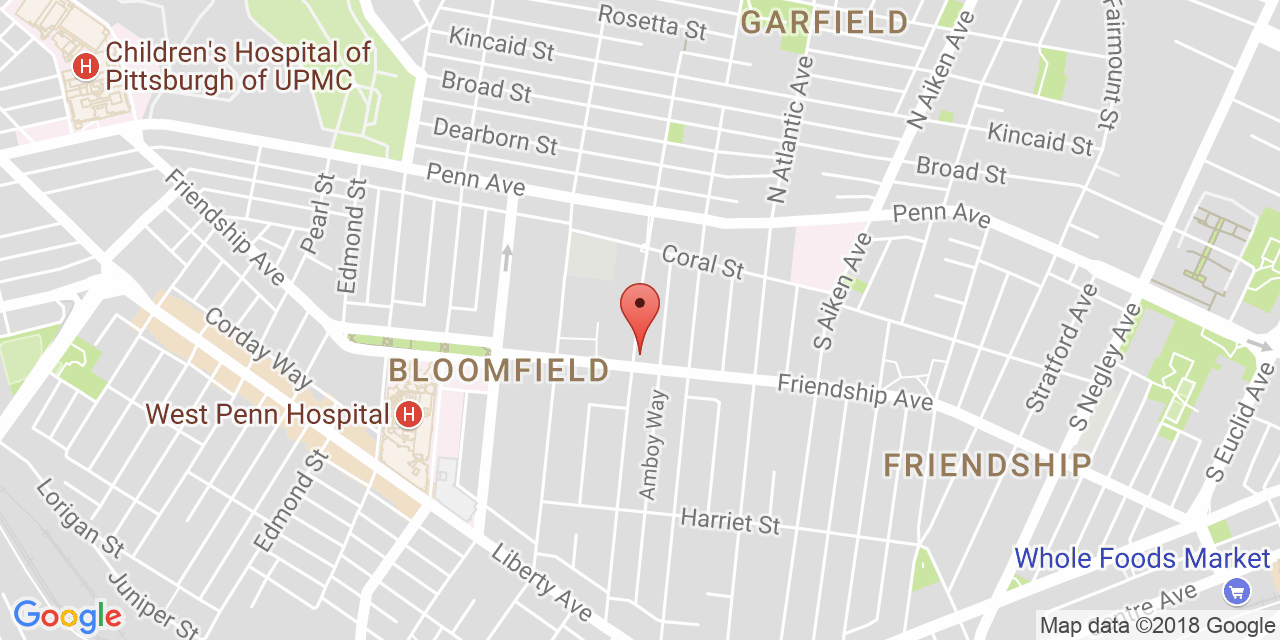 Rosetta St
GARFIELD
Fairmount St
N Aiken Ave
Kincaid St
Children's Hospital of
Pittsburgh of UPMC
H
Broad St
N Atlantic Ave
Dearborn St
Kincaid St
Broad St
Penn Ave
Penn Ave
Friendship Ave
Pearl St
Edmond St
Coral St
S Aiken Ave
Stratford Ave
S Negley Ave
Corday Way
BLOOMFIELD
Friendship Ave
S Euclid Ave
West Penn Hospital
H
Amboy Way
FRIENDSHIP
Edmond St
Lorigan St
Harriet St
Liberty Ave
Juniper St
Whole Foods Market
Ave
Google
Map data ©2018 Google